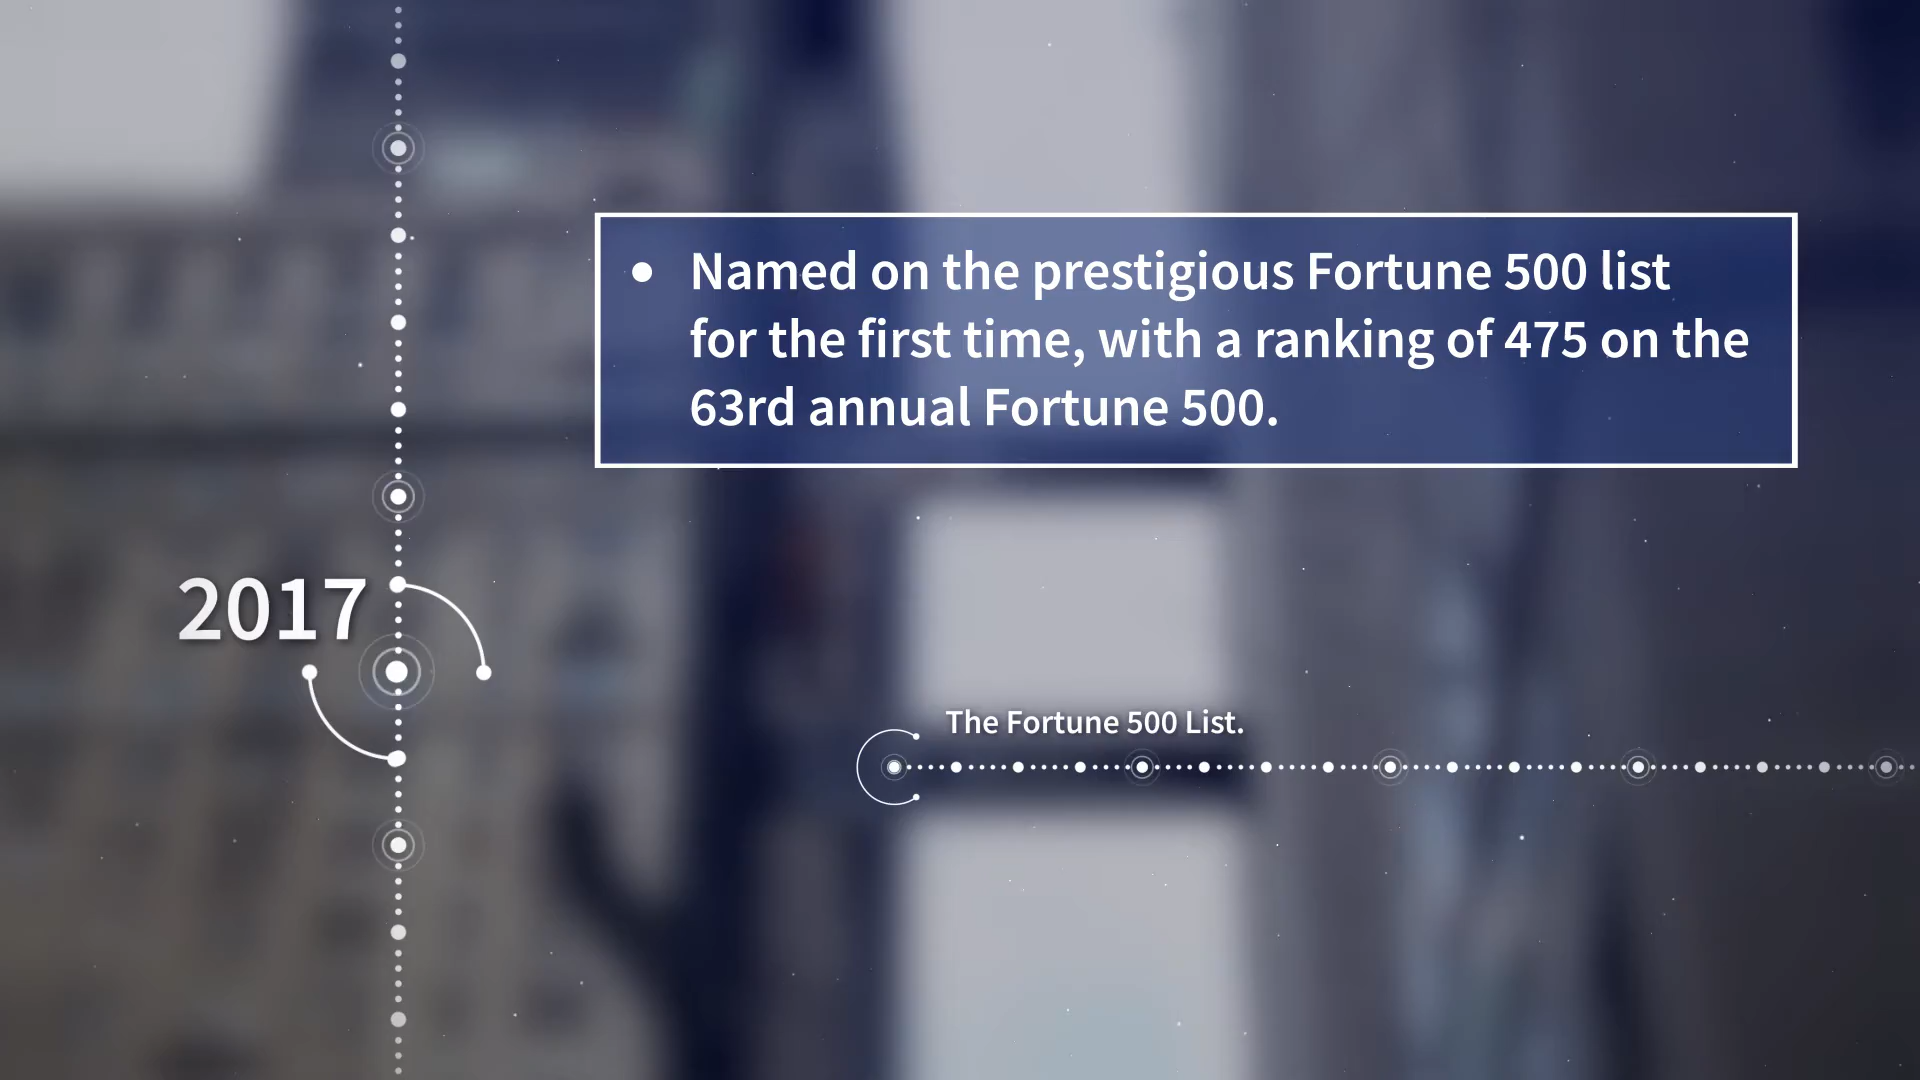 Named on the prestigious Fortune 500 list
for the first time, with a ranking of 475 on the
63rd annual Fortune 500.
2017
The Fortune 500 List.